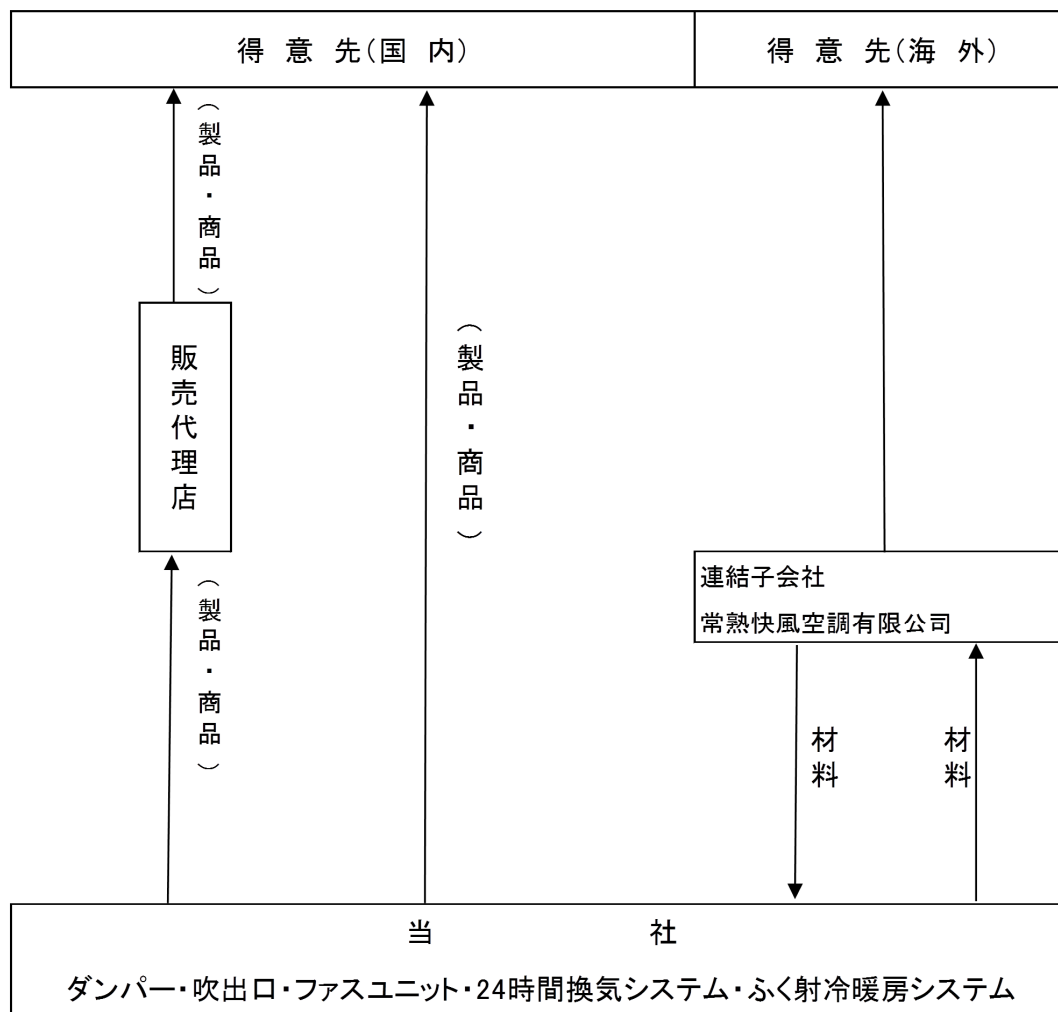 得意先(国内)
得意先(海外)
(製品・商品)
販売代理店
(製品・商品)
(製品・商品)
連結子会社
常熟快風空調有限公司
材料
材料
当社
ダンパー・吹出口・ファスユニット・24時間換気システム・ふく射冷暖房システム